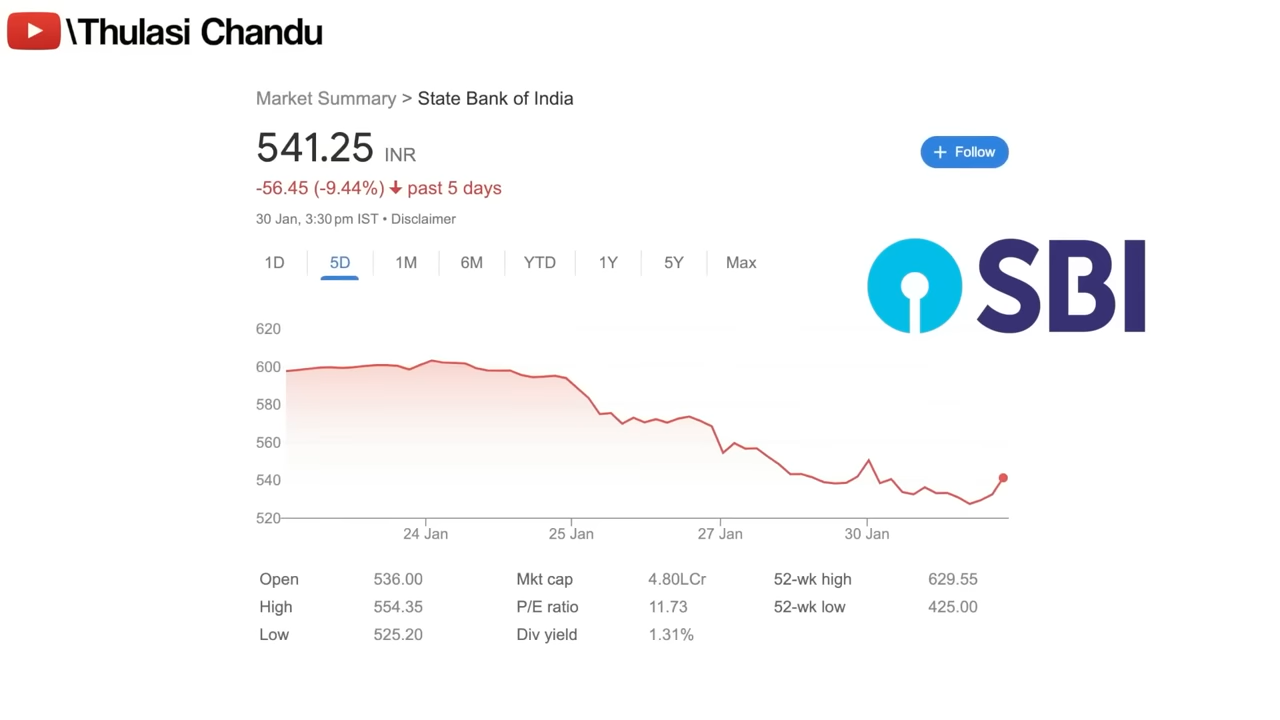 \Thulasi Chandu
Market Summary > State Bank of India
541.25 INR
+ Follow
-56.45 (-9.44%) ↓ past 5 days
30 Jan, 3:30 pm IST • Disclaimer
1D 5D 1M 6M YTD 1Y 5Y Max
SBI
620
600
580
560
540
520
24 Jan 25 Jan 27 Jan 30 Jan
Open 536.00 Mkt cap 4.80LCr 52-wk high 629.55
High 554.35 P/E ratio 11.73 52-wk low 425.00
Low 525.20 Div yield 1.31%